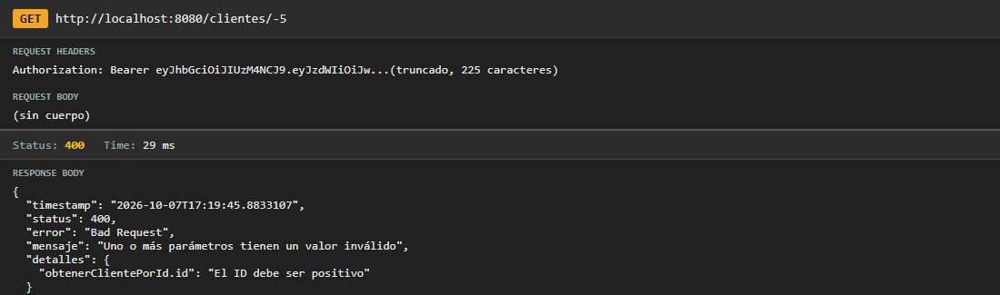 GET http://localhost:8080/clientes/-5
REQUEST HEADERS
Authorization: Bearer eyJhbGciOiJIUzM4NCJ9.eyJzdWIiOiJw...(truncado, 225 caracteres)
REQUEST BODY
(sin cuerpo)
Status: 400 Time: 29 ms
RESPONSE BODY
{
"timestamp": "2026-10-07T17:19:45.8833107",
"status": 400,
"error": "Bad Request",
"mensaje": "Uno o más parámetros tienen un valor inválido",
"detalles": {
"obtenerClientePorId.id": "El ID debe ser positivo"
}